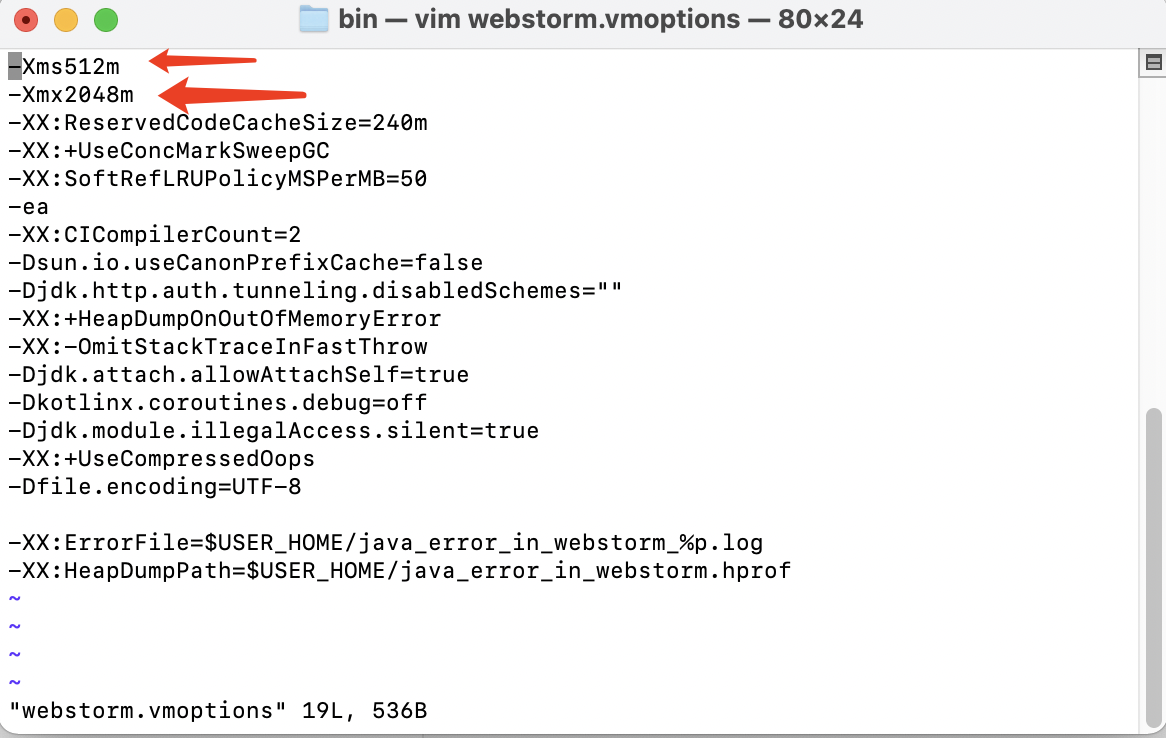 bin — vim webstorm.vmoptions — 80×24
-Xms512m
-Xmx2048m
-XX:ReservedCodeCacheSize=240m
-XX:+UseConcMarkSweepGC
-XX:SoftRefLRUPolicyMSPerMB=50
-ea
-XX:CICompilerCount=2
-Dsun.io.useCanonPrefixCache=false
-Djdk.http.auth.tunneling.disabledSchemes=""
-XX:+HeapDumpOnOutOfMemoryError
-XX:-OmitStackTraceInFastThrow
-Djdk.attach.allowAttachSelf=true
-Dkotlinx.coroutines.debug=off
-Djdk.module.illegalAccess.silent=true
-XX:+UseCompressedOops
-Dfile.encoding=UTF-8

-XX:ErrorFile=$USER_HOME/java_error_in_webstorm_%p.log
-XX:HeapDumpPath=$USER_HOME/java_error_in_webstorm.hprof
~
~
~
~
"webstorm.vmoptions" 19L, 536B